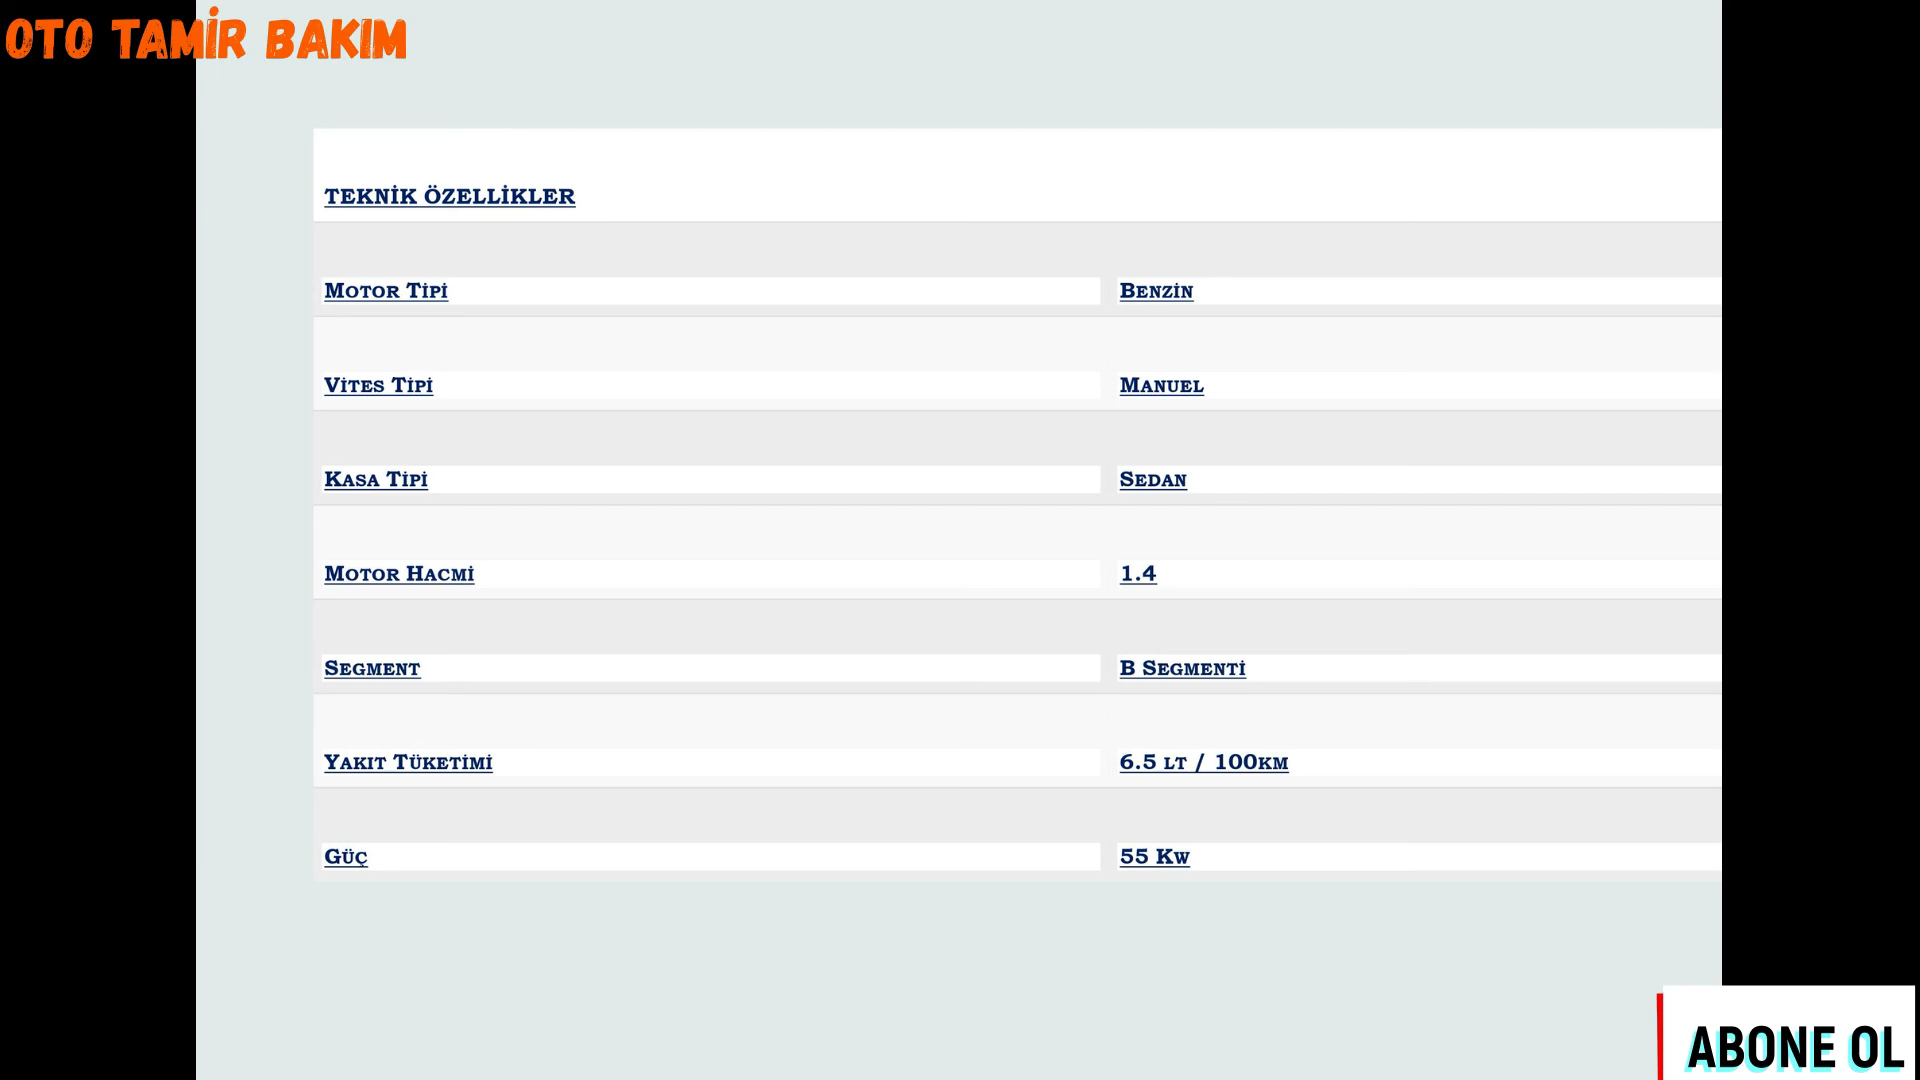 OTO TAMİR BAKIM
TEKNİK ÖZELLİKLER
Motor Tipi Benzin
Vites Tipi Manuel
Kasa Tipi Sedan
Motor Hacmi 1.4
Segment B Segmenti
Yakıt Tüketimi 6.5 lt / 100km
Güç 55 Kw
ABONE OL